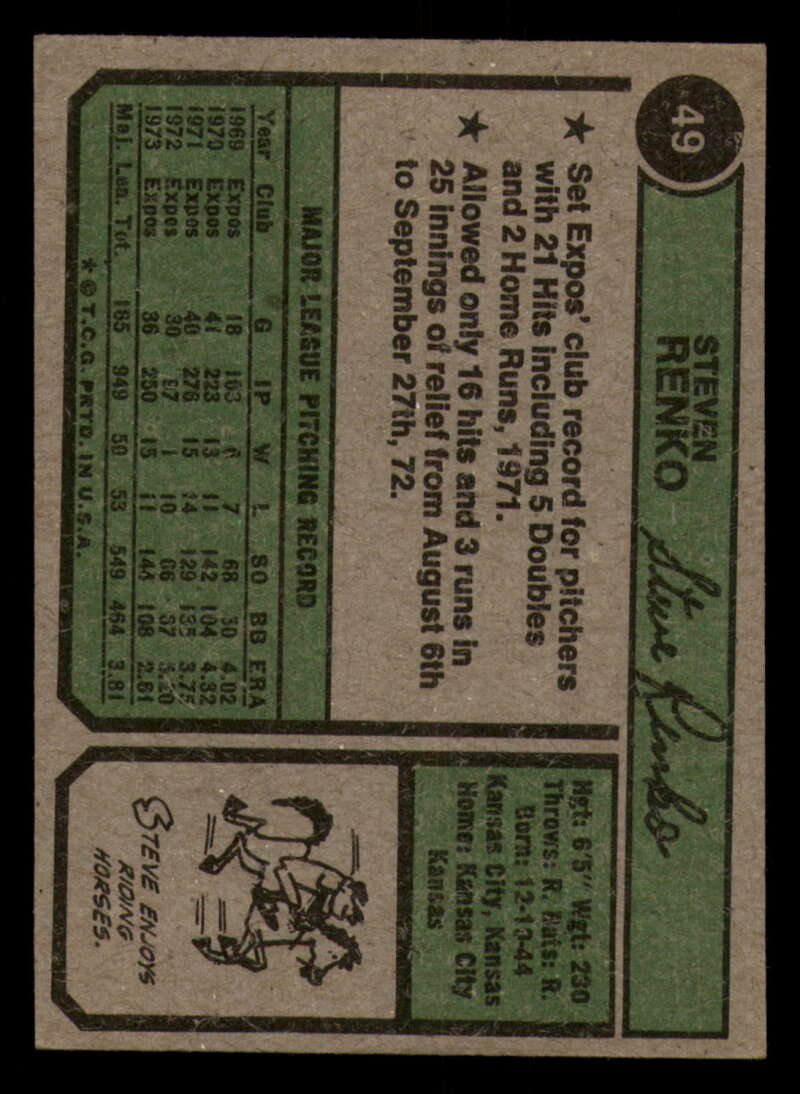 49
STEVEN
RENKO
Steve Renko
★ Set Expos' club record for pitchers
with 21 Hits including 5 Doubles
and 2 Home Runs, 1971.
★ Allowed only 16 hits and 3 runs in
25 innings of relief from August 6th
to September 27th, 72.
MAJOR LEAGUE PITCHING RECORD
Year Club G IP W L SO BB ERA
1969 Expos 18 103 6 7 68 50 4.02
1970 Expos 41 223 13 11 142 104 4.32
1971 Expos 40 276 15 14 129 135 3.75
1972 Expos 30 97 1 10 66 67 5.20
1973 Expos 36 250 15 11 144 108 2.81
Maj. Lea. Tot. 165 949 50 53 549 464 3.81
* © T.C.G. PRTD. IN U.S.A.
Hgt: 6'5" Wgt: 230
Throws: R. Bats: R.
Born: 12-10-44
Kansas City, Kansas
Home: Kansas City
Kansas
STEVE ENJOYS
RIDING
HORSES.